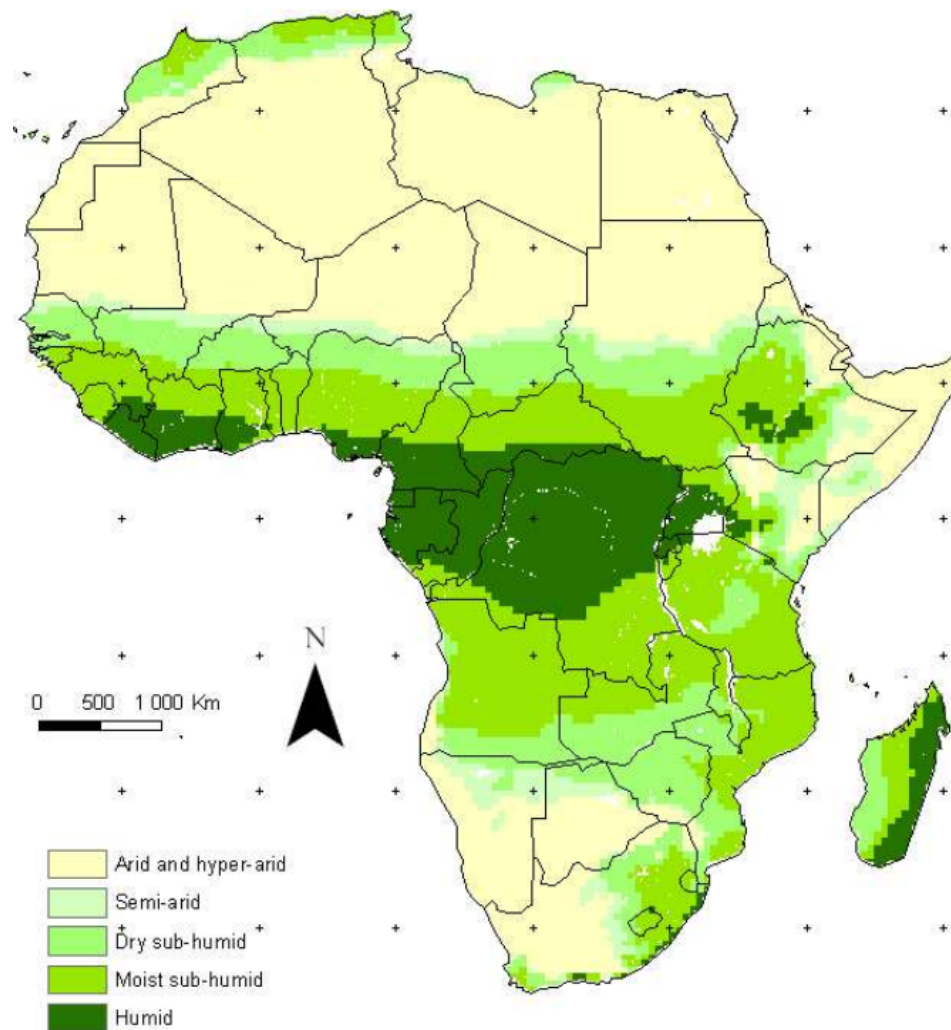 N
0 500 1 000 Km
Arid and hyper-arid
Semi-arid
Dry sub-humid
Moist sub-humid
Humid